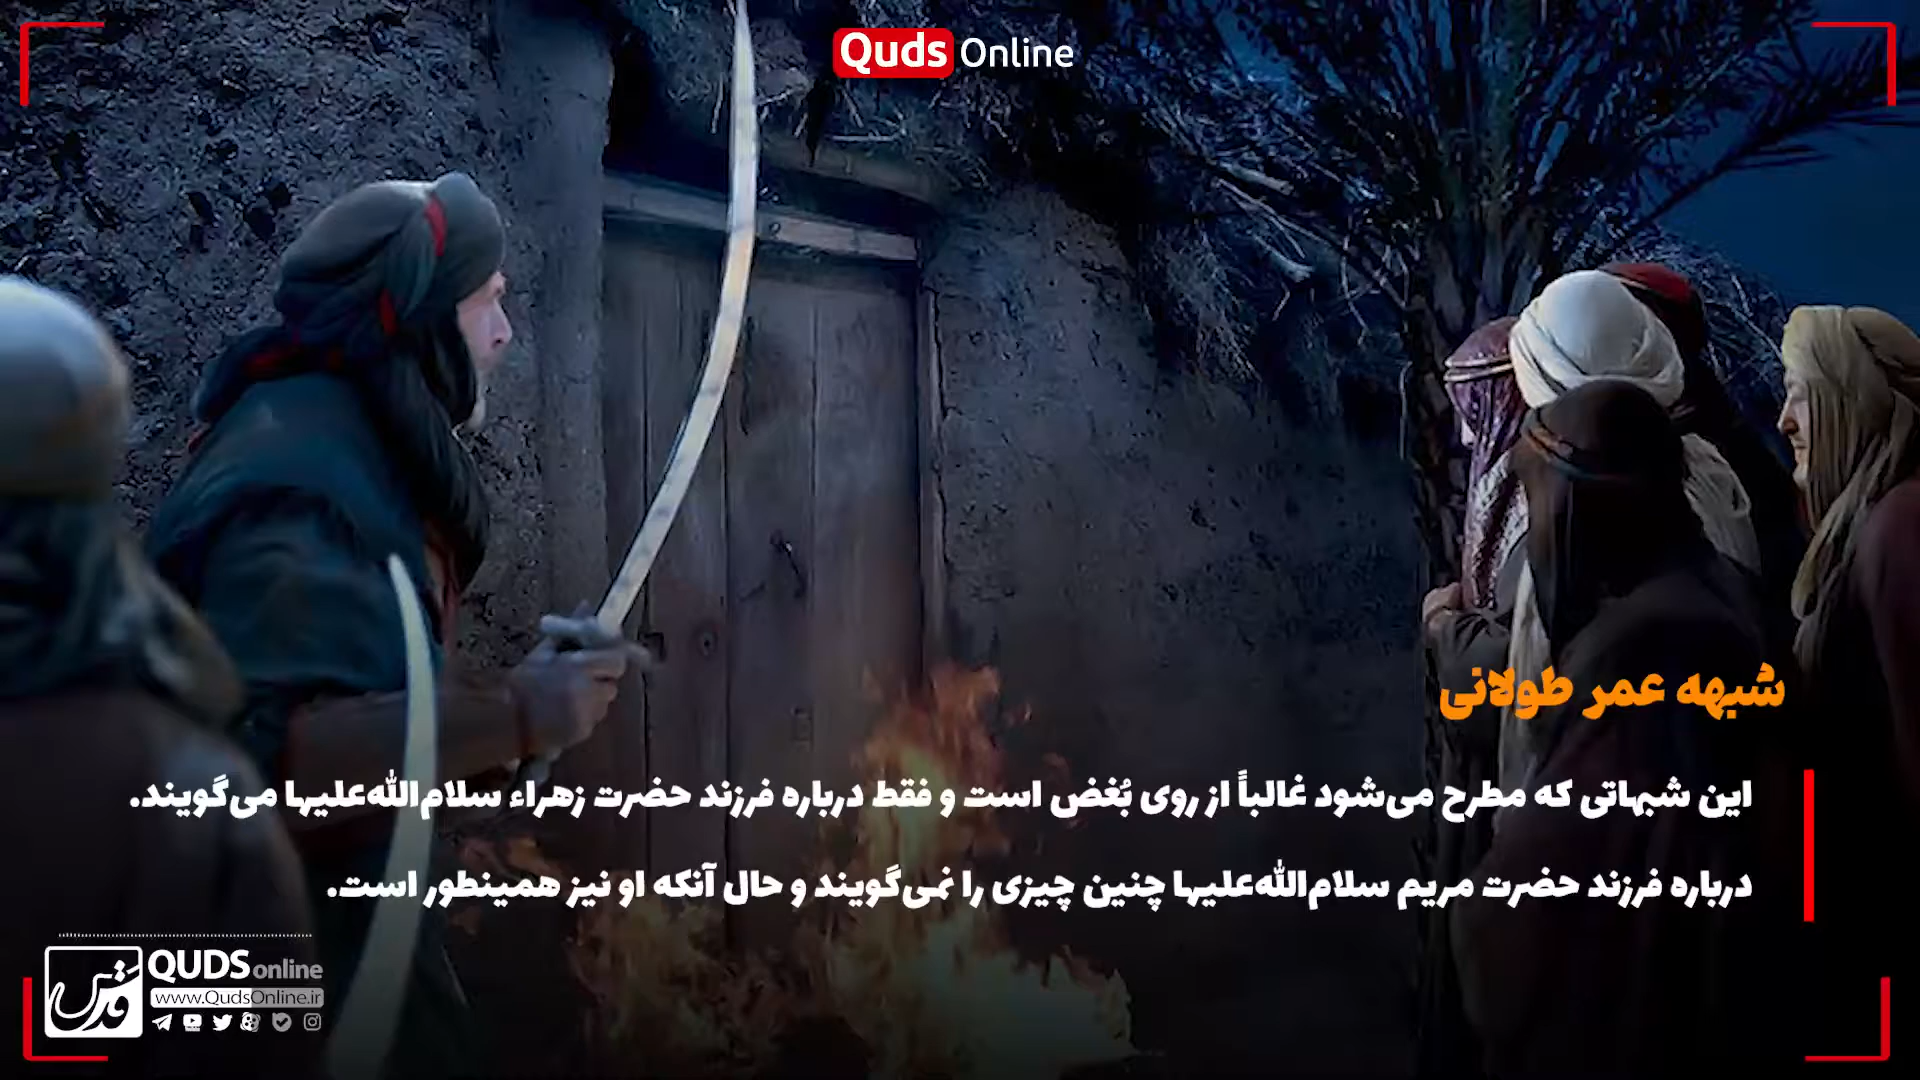 Quds Online
شبهه عمر طولانی
این شبهاتی که مطرح می‌شود غالباً از روی بُغض است و فقط درباره فرزند حضرت زهراء سلام‌الله‌علیها می‌گویند.
درباره فرزند حضرت مریم سلام‌الله‌علیها چنین چیزی را نمی‌گویند و حال آنکه او نیز همینطور است.
قدس
QUDS online
www.QudsOnline.ir